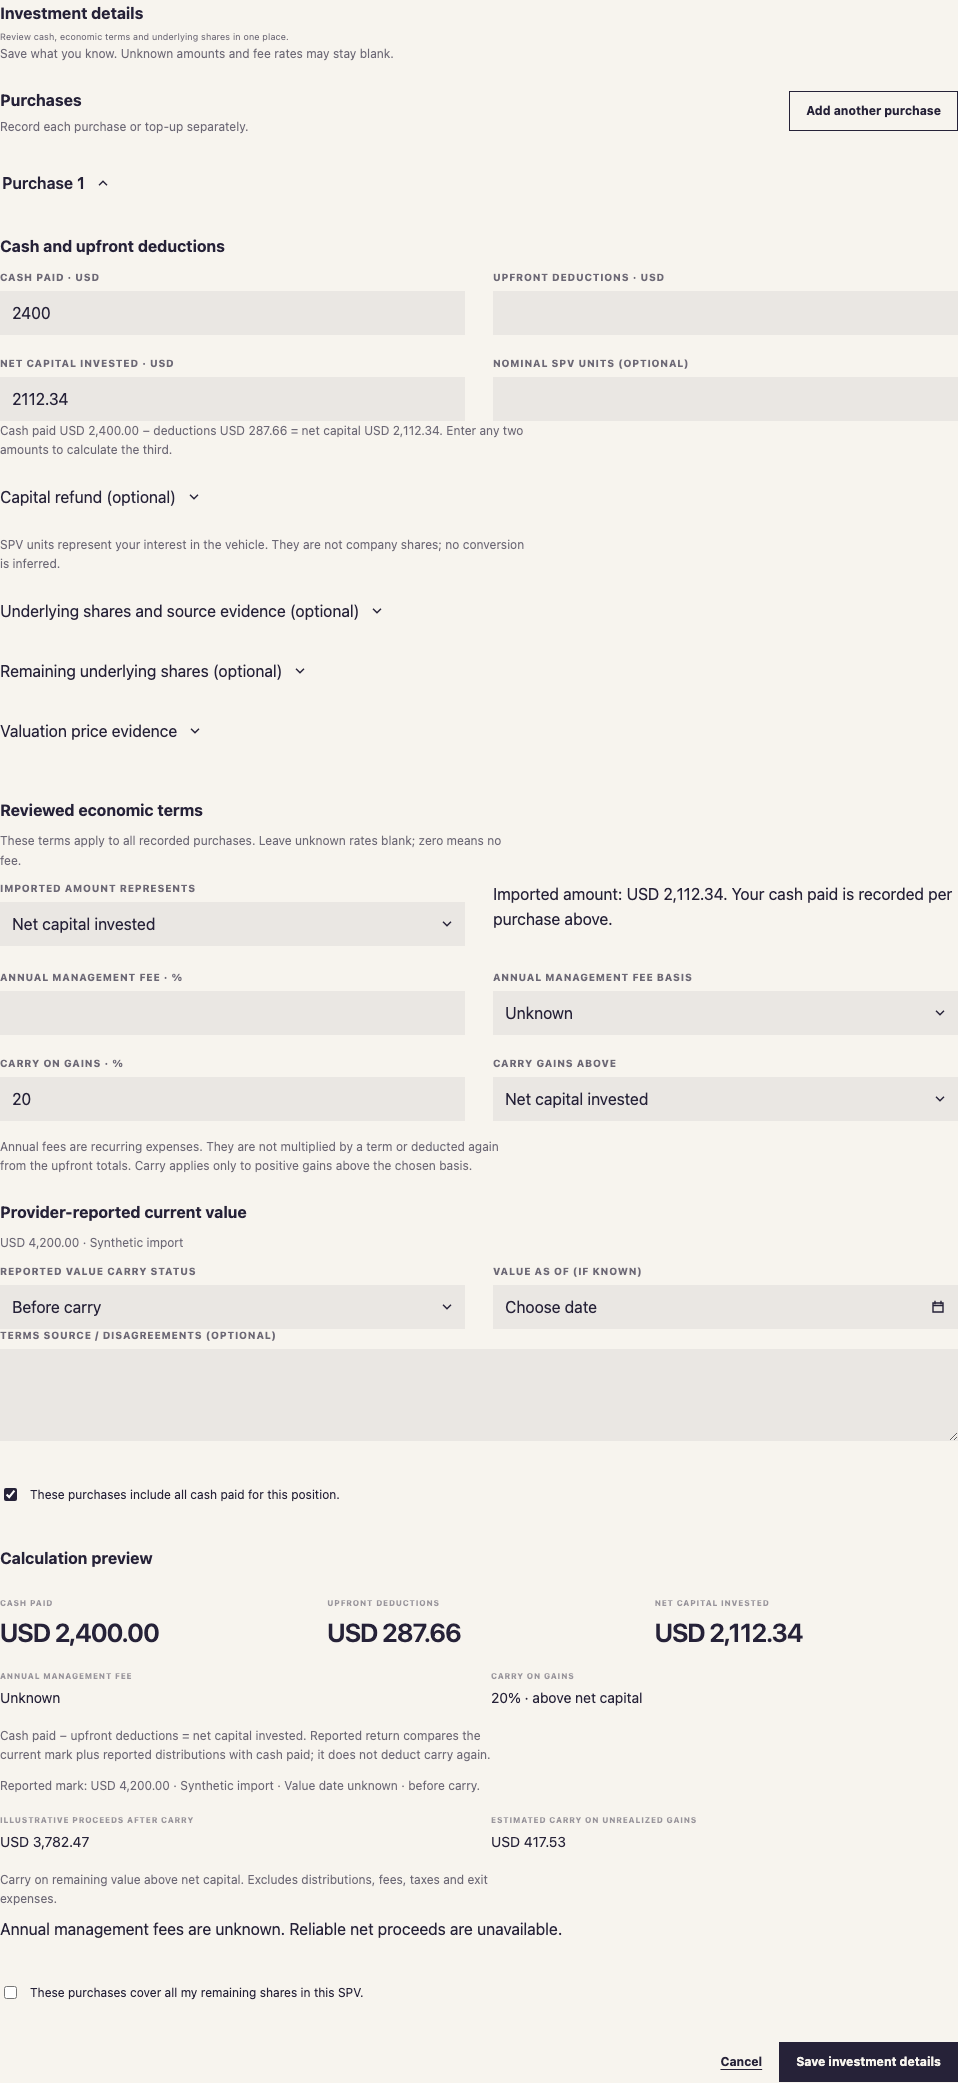 Investment details
Review cash, economic terms and underlying shares in one place.
Save what you know. Unknown amounts and fee rates may stay blank.
Purchases
Record each purchase or top-up separately.
Add another purchase
Purchase 1
Cash and upfront deductions
CASH PAID · USD
UPFRONT DEDUCTIONS · USD
2400
NET CAPITAL INVESTED · USD
NOMINAL SPV UNITS (OPTIONAL)
2112.34
Cash paid USD 2,400.00 − deductions USD 287.66 = net capital USD 2,112.34. Enter any two
amounts to calculate the third.
Capital refund (optional)
SPV units represent your interest in the vehicle. They are not company shares; no conversion
is inferred.
Underlying shares and source evidence (optional)
Remaining underlying shares (optional)
Valuation price evidence
Reviewed economic terms
These terms apply to all recorded purchases. Leave unknown rates blank; zero means no
fee.
IMPORTED AMOUNT REPRESENTS
Net capital invested
Imported amount: USD 2,112.34. Your cash paid is recorded per
purchase above.
ANNUAL MANAGEMENT FEE · %
ANNUAL MANAGEMENT FEE BASIS
Unknown
CARRY ON GAINS · %
CARRY GAINS ABOVE
20
Net capital invested
Annual fees are recurring expenses. They are not multiplied by a term or deducted again
from the upfront totals. Carry applies only to positive gains above the chosen basis.
Provider-reported current value
USD 4,200.00 · Synthetic import
REPORTED VALUE CARRY STATUS
VALUE AS OF (IF KNOWN)
Before carry
Choose date
TERMS SOURCE / DISAGREEMENTS (OPTIONAL)
These purchases include all cash paid for this position.
Calculation preview
CASH PAID
UPFRONT DEDUCTIONS
NET CAPITAL INVESTED
USD 2,400.00
USD 287.66
USD 2,112.34
ANNUAL MANAGEMENT FEE
CARRY ON GAINS
Unknown
20% · above net capital
Cash paid − upfront deductions = net capital invested. Reported return compares the
current mark plus reported distributions with cash paid; it does not deduct carry again.
Reported mark: USD 4,200.00 · Synthetic import · Value date unknown · before carry.
ILLUSTRATIVE PROCEEDS AFTER CARRY
ESTIMATED CARRY ON UNREALIZED GAINS
USD 3,782.47
USD 417.53
Carry on remaining value above net capital. Excludes distributions, fees, taxes and exit
expenses.
Annual management fees are unknown. Reliable net proceeds are unavailable.
These purchases cover all my remaining shares in this SPV.
Cancel
Save investment details